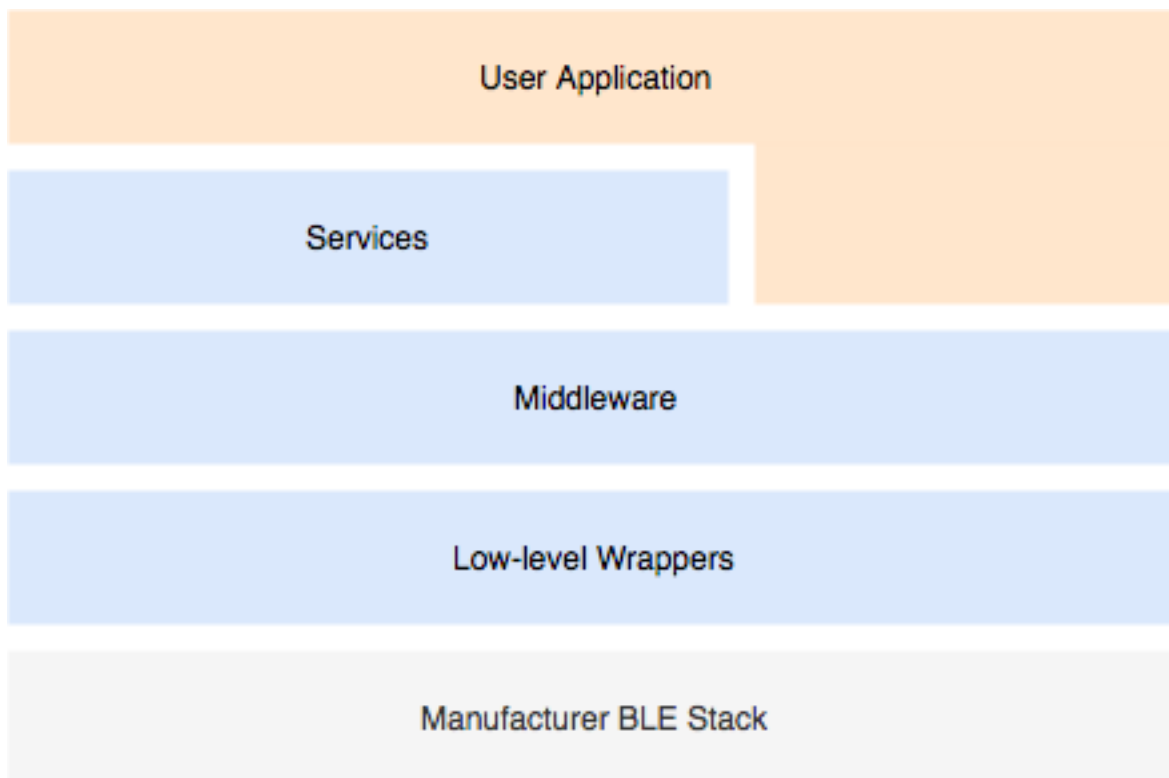 User Application
Services
Middleware
Low-level Wrappers
Manufacturer BLE Stack